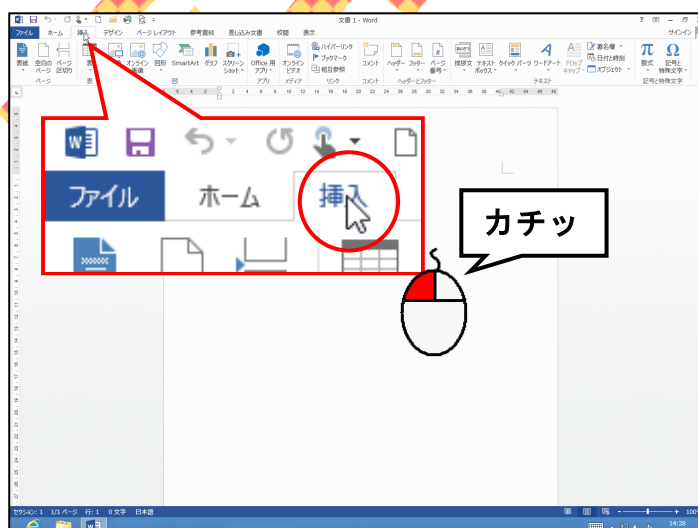 文書 1 - Word
ファイル ホーム 挿入 デザイン ページ レイアウト 参考資料 差し込み文書 校閲 表示 サインイン
表紙 空白の ページ 表 オンライン 図形 SmartArt グラフ スクリーン Office 用 オンライン ハイパーリンク コメント ヘッダー フッター ページ 挨拶文 テキスト クイック パーツ ワードアート ドロップ 署名欄 数式 記号と
ページ 区切り 画像 ショット アプリ ビデオ ブックマーク 番号 ボックス キャップ 日付と時刻 特殊文字
相互参照 オブジェクト
ページ 表 図 アプリ メディア リンク コメント ヘッダーとフッター テキスト 記号と特殊文字
ファイル ホーム 挿入
カチッ
セクション: 1 1/1 ページ 行: 1 0 文字 日本語
14:38